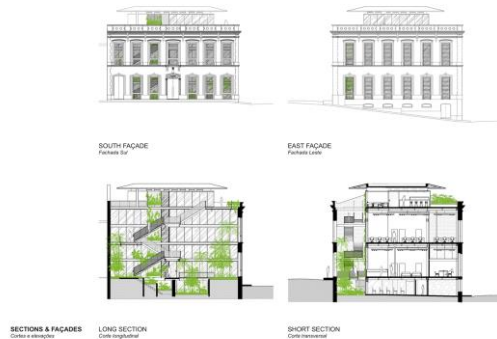 SOUTH FAÇADE
Fachada Sur
EAST FAÇADE
Fachada Leste
SECTIONS & FAÇADES
Cortes e elevações
LONG SECTION
Corte longitudinal
SHORT SECTION
Corte transversal